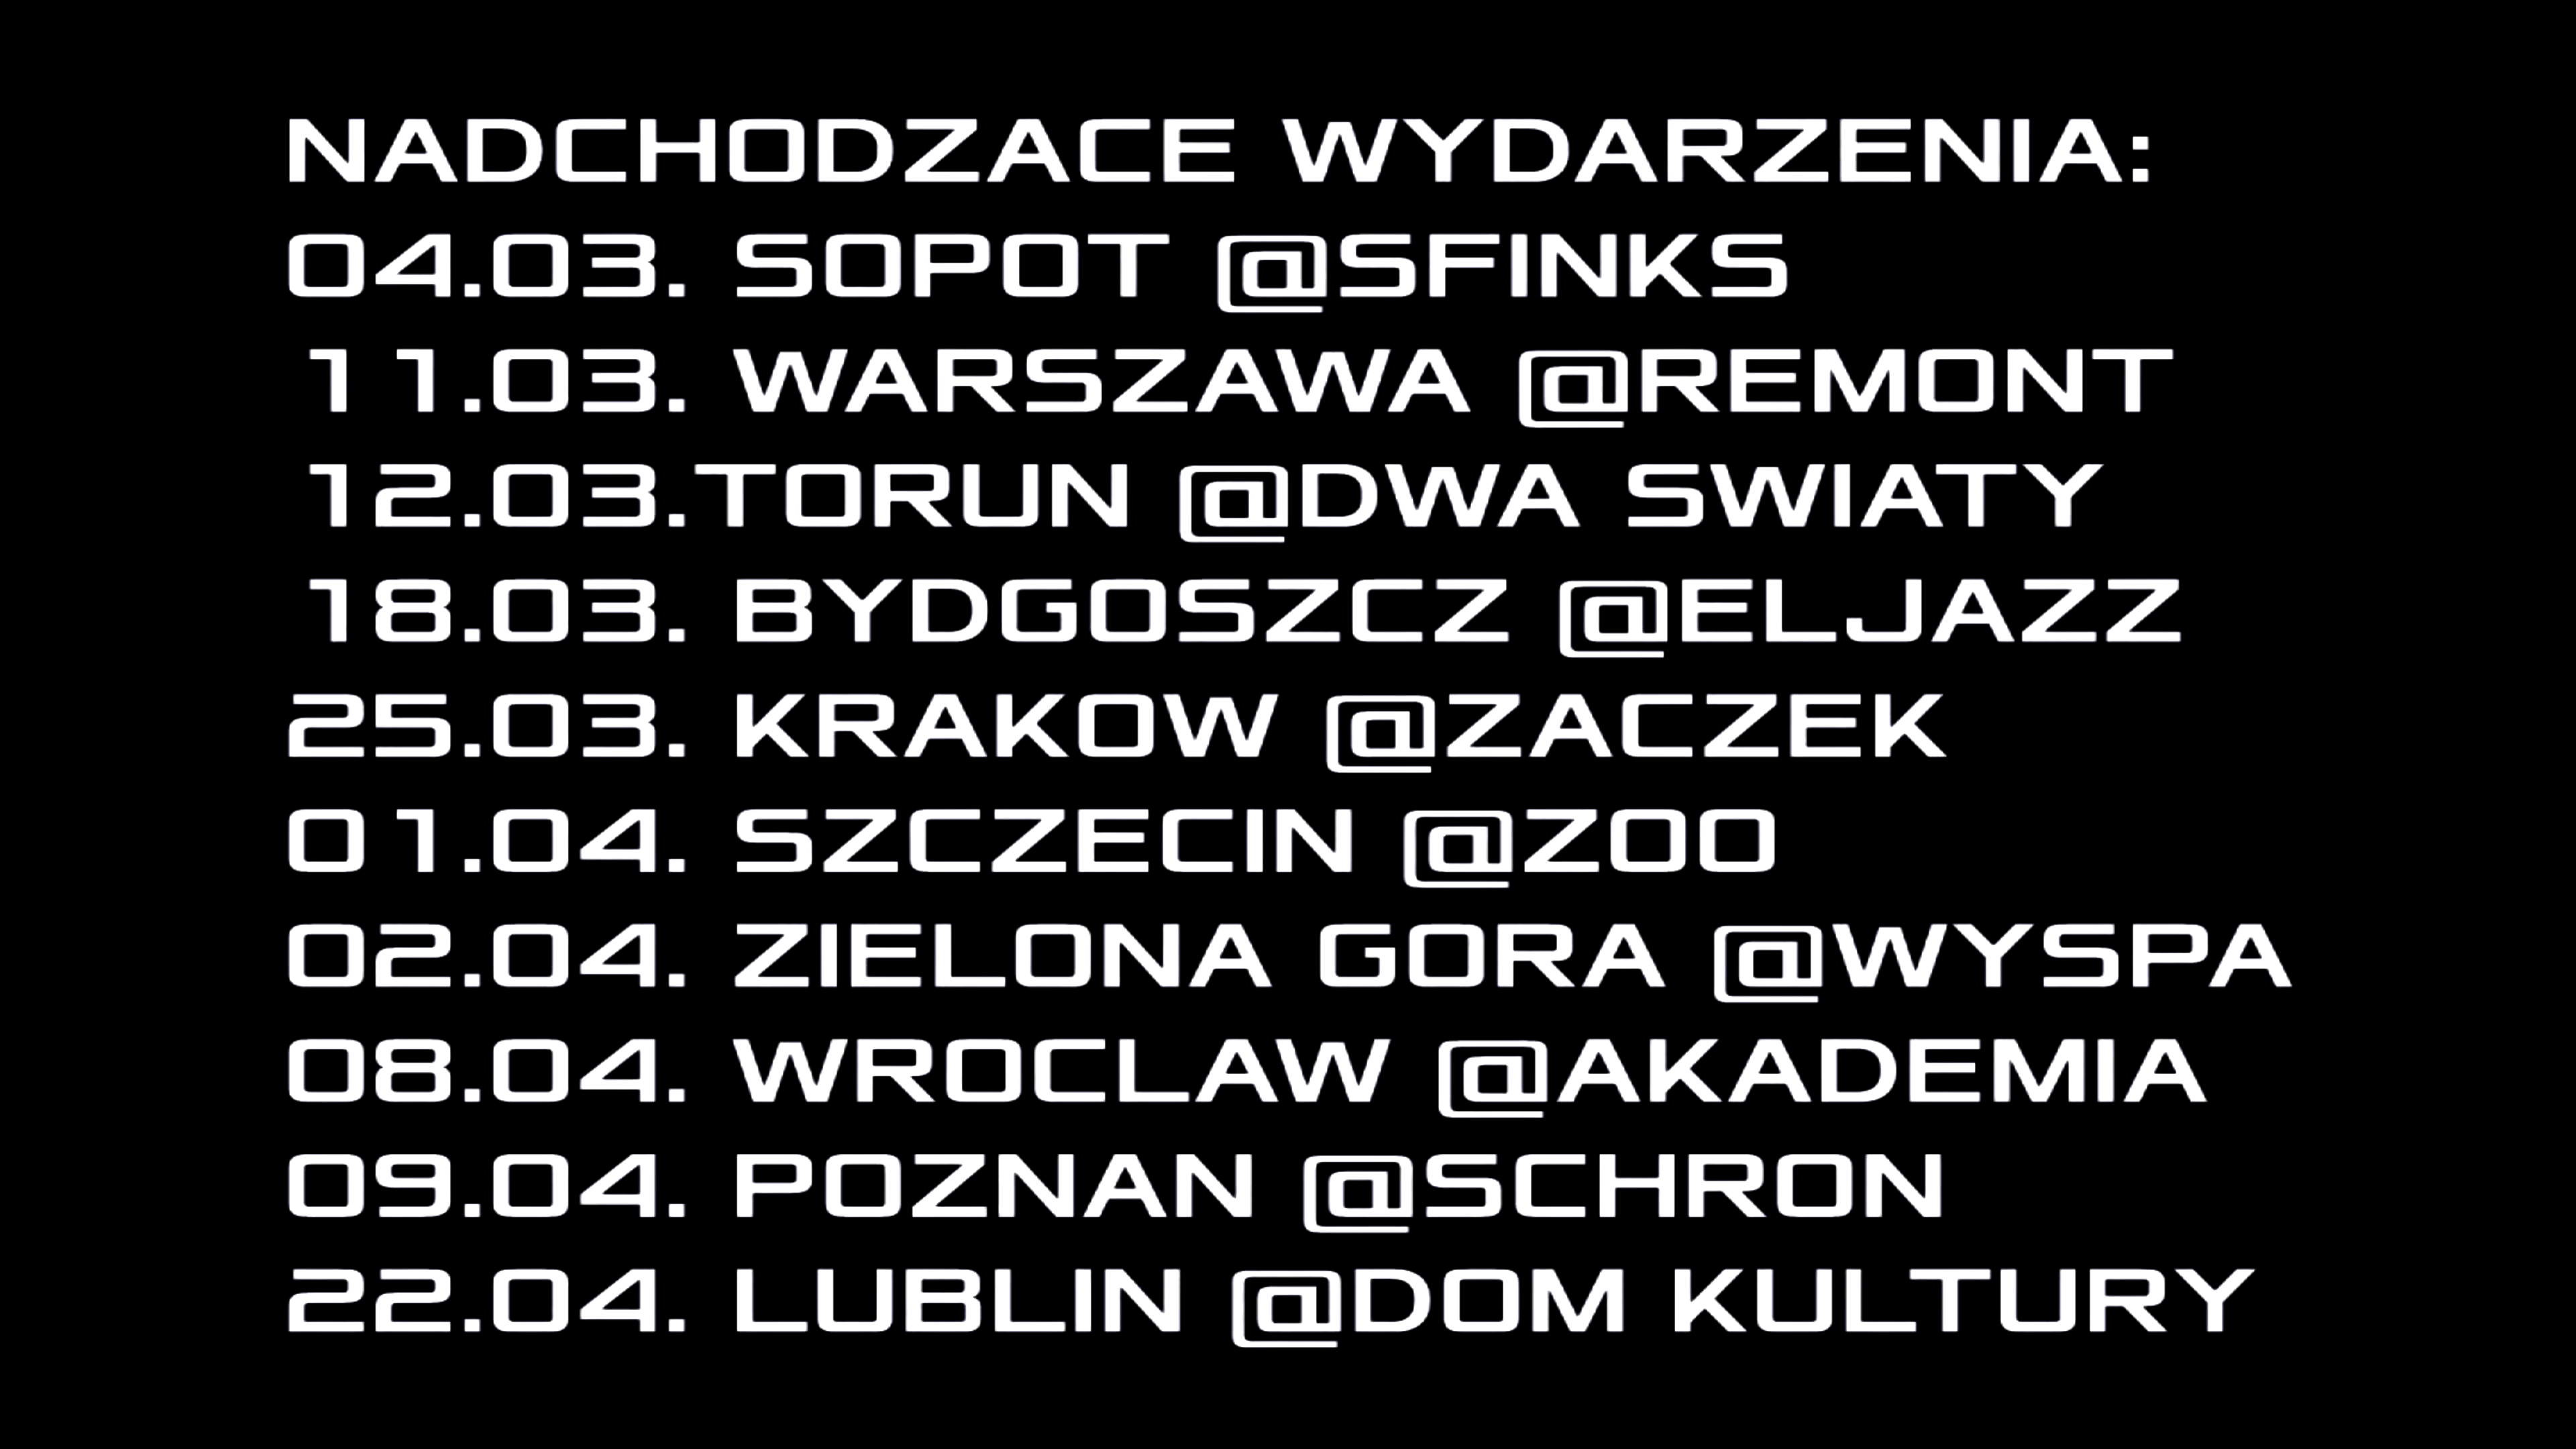 NADCHODZACE WYDARZENIA:
04.03. SOPOT @SFINKS
11.03. WARSZAWA @REMONT
12.03.TORUN @DWA SWIATY
18.03. BYDGOSZCZ @ELJAZZ
25.03. KRAKOW @ZACZEK
01.04. SZCZECIN @ZOO
02.04. ZIELONA GORA @WYSPA
08.04. WROCLAW @AKADEMIA
09.04. POZNAN @SCHRON
22.04. LUBLIN @DOM KULTURY